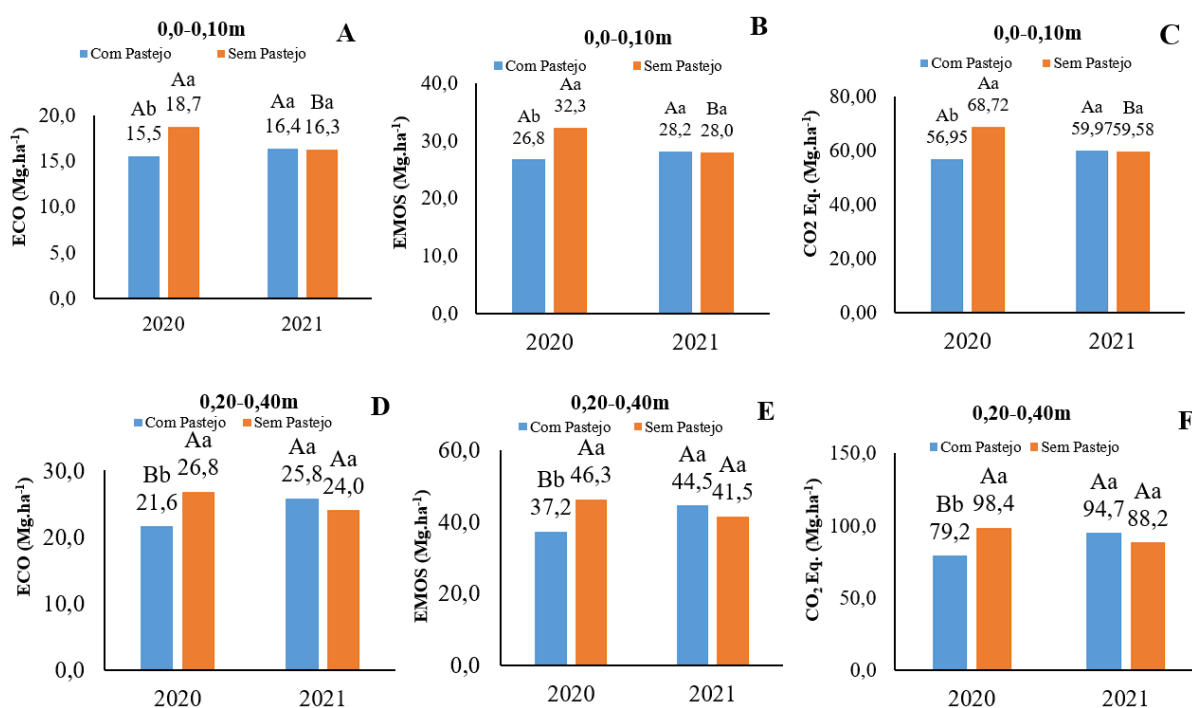 0,0-0,10m
A
Com Pastejo Sem Pastejo
ECO (Mg.ha⁻¹)
20,0
15,0
10,0
5,0
0,0
Ab
15,5
Aa
18,7
Aa
16,4
Ba
16,3
2020 2021
0,0-0,10m
B
Com Pastejo Sem Pastejo
EMOS (Mg.ha⁻¹)
40,0
30,0
20,0
10,0
0,0
Ab
26,8
Aa
32,3
Aa
28,2
Ba
28,0
2020 2021
0,0-0,10m
C
Com Pastejo Sem Pastejo
CO2 Eq. (Mg.ha⁻¹)
80,00
60,00
40,00
20,00
0,00
Ab
56,95
Aa
68,72
Aa
59,97
Ba
59,58
2020 2021
0,20-0,40m
D
Com Pastejo Sem Pastejo
ECO (Mg.ha⁻¹)
30,0
20,0
10,0
0,0
Bb
21,6
Aa
26,8
Aa
25,8
Aa
24,0
2020 2021
0,20-0,40m
E
Com Pastejo Sem Pastejo
EMOS (Mg.ha⁻¹)
60,0
40,0
20,0
0,0
Bb
37,2
Aa
46,3
Aa
44,5
Aa
41,5
2020 2021
0,20-0,40m
F
Com Pastejo Sem Pastejo
CO₂ Eq. (Mg.ha⁻¹)
150,0
100,0
50,0
0,0
Bb
79,2
Aa
98,4
Aa
94,7
Aa
88,2
2020 2021